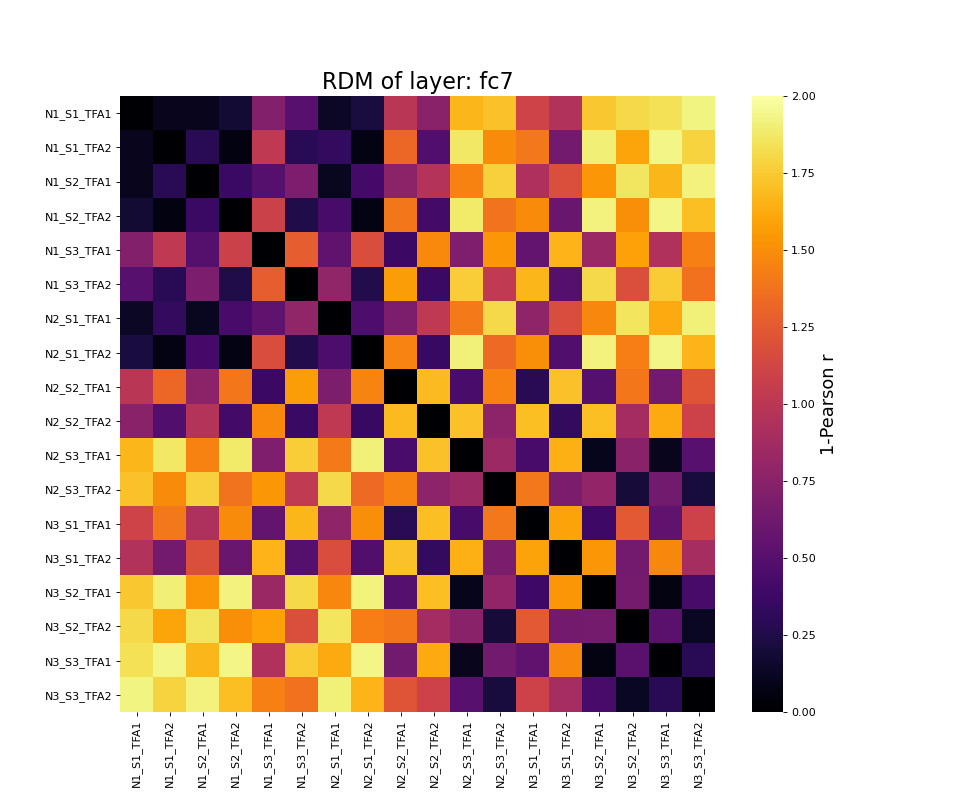 RDM of layer: fc7
N1_S1_TFA1
N1_S1_TFA2
N1_S2_TFA1
N1_S2_TFA2
N1_S3_TFA1
N1_S3_TFA2
N2_S1_TFA1
N2_S1_TFA2
N2_S2_TFA1
N2_S2_TFA2
N2_S3_TFA1
N2_S3_TFA2
N3_S1_TFA1
N3_S1_TFA2
N3_S2_TFA1
N3_S2_TFA2
N3_S3_TFA1
N3_S3_TFA2
N1_S1_TFA1
N1_S1_TFA2
N1_S2_TFA1
N1_S2_TFA2
N1_S3_TFA1
N1_S3_TFA2
N2_S1_TFA1
N2_S1_TFA2
N2_S2_TFA1
N2_S2_TFA2
N2_S3_TFA1
N2_S3_TFA2
N3_S1_TFA1
N3_S1_TFA2
N3_S2_TFA1
N3_S2_TFA2
N3_S3_TFA1
N3_S3_TFA2
2.00
1.75
1.50
1.25
1.00
0.75
0.50
0.25
0.00
1-Pearson r